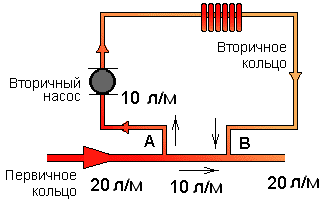 Вторичное
кольцо
Вторичный
насос
10 л/м
А
В
Первичное
кольцо
20 л/м
10 л/м
20 л/м